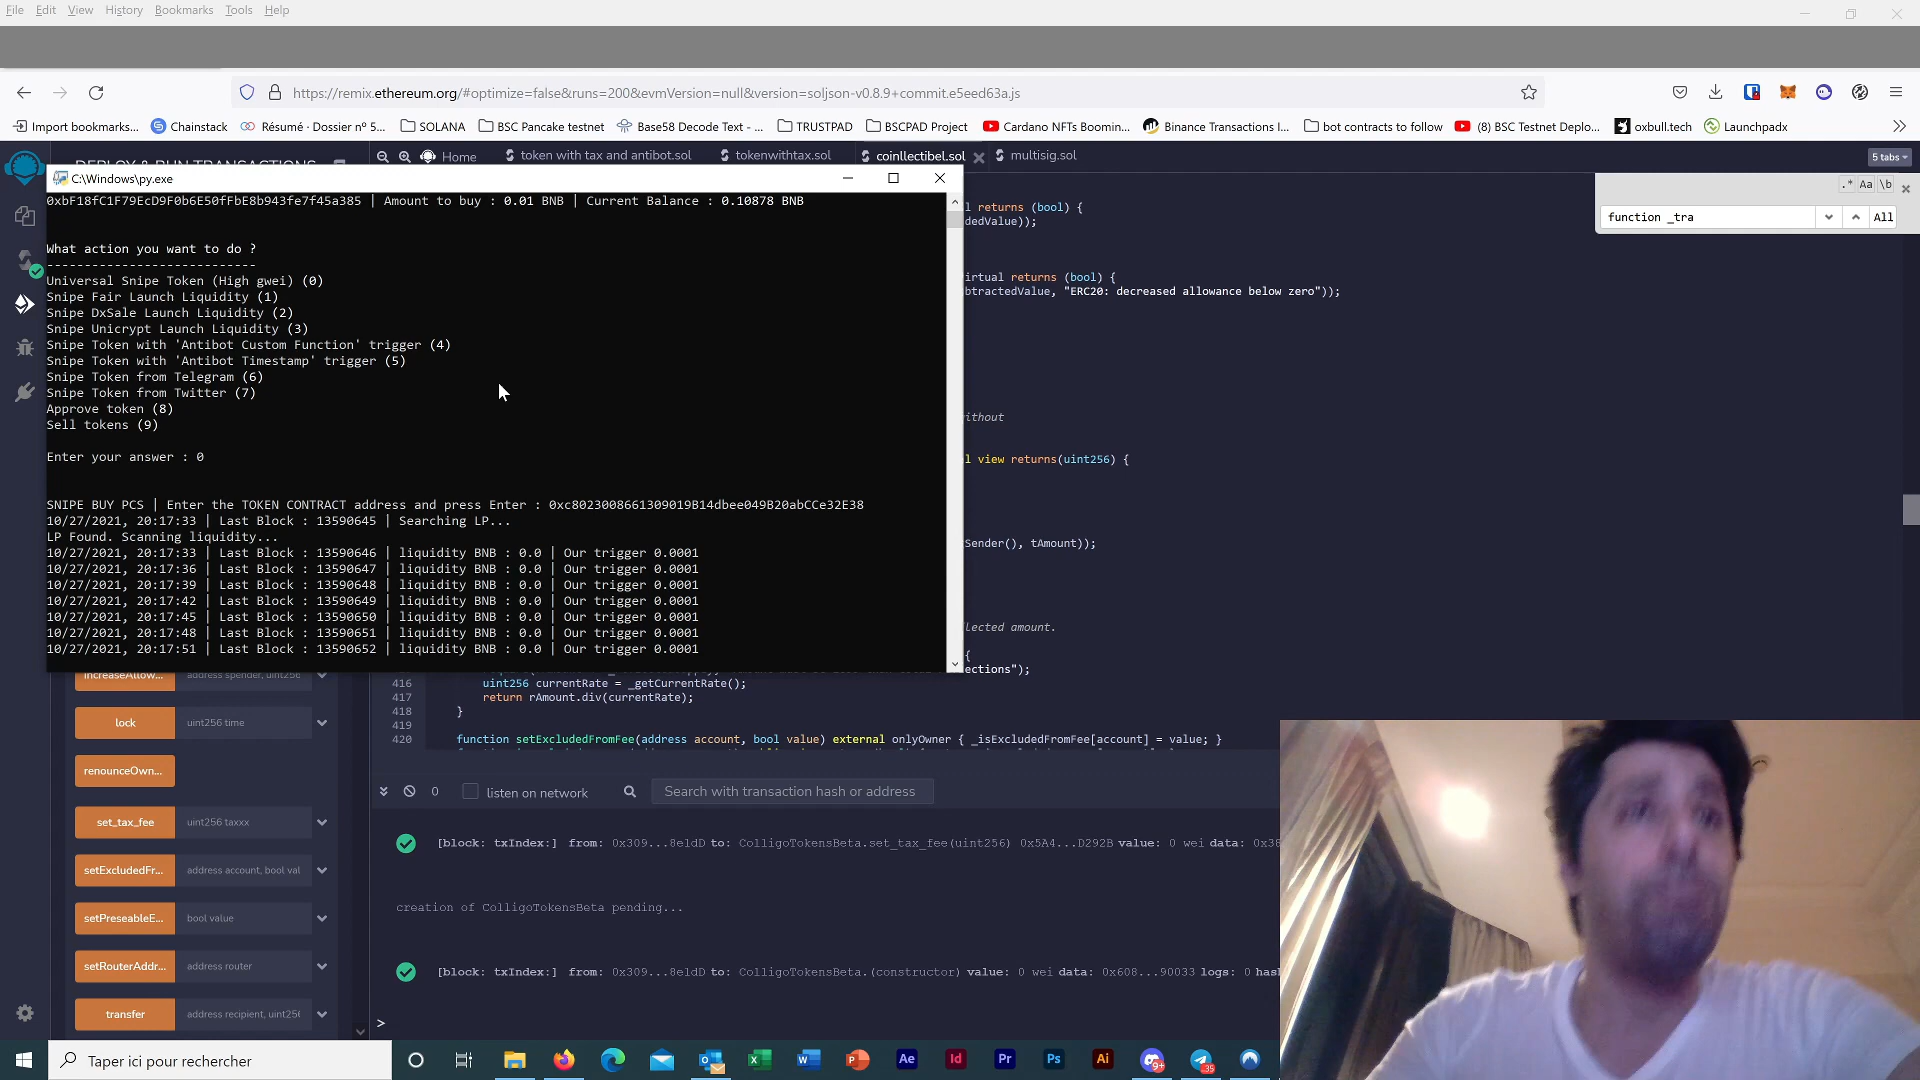 File Edit View History Bookmarks Tools Help
https://remix.ethereum.org/#optimize=false&runs=200&evmVersion=null&version=soljson-v0.8.9+commit.e5eed63a.js
Import bookmarks... Chainstack Résumé · Dossier nº 5... SOLANA BSC Pancake testnet Base58 Decode Text - ... TRUSTPAD BSCPAD Project Cardano NFTs Boomin... Binance Transactions I... bot contracts to follow (8) BSC Testnet Deplo... oxbull.tech Launchpadx
DEPLOY & RUN TRANSACTIONS Home token with tax and antibot.sol tokenwithtax.sol coinllectibel.sol multisig.sol 5 tabs
C:\Windows\py.exe
.* Aa \b
function _tra All
0xbF18fC1F79EcD9F0b6E50fFbE8b943fe7f45a385 | Amount to buy : 0.01 BNB | Current Balance : 0.10878 BNB
What action you want to do ?
---------------------------
Universal Snipe Token (High gwei) (0)
Snipe Fair Launch Liquidity (1)
Snipe DxSale Launch Liquidity (2)
Snipe Unicrypt Launch Liquidity (3)
Snipe Token with 'Antibot Custom Function' trigger (4)
Snipe Token with 'Antibot Timestamp' trigger (5)
Snipe Token from Telegram (6)
Snipe Token from Twitter (7)
Approve token (8)
Sell tokens (9)
Enter your answer : 0
SNIPE BUY PCS | Enter the TOKEN CONTRACT address and press Enter : 0xc8023008661309019B14dbee049B20abCCe32E38
10/27/2021, 20:17:33 | Last Block : 13590645 | Searching LP...
LP Found. Scanning liquidity...
10/27/2021, 20:17:33 | Last Block : 13590646 | liquidity BNB : 0.0 | Our trigger 0.0001
10/27/2021, 20:17:36 | Last Block : 13590647 | liquidity BNB : 0.0 | Our trigger 0.0001
10/27/2021, 20:17:39 | Last Block : 13590648 | liquidity BNB : 0.0 | Our trigger 0.0001
10/27/2021, 20:17:42 | Last Block : 13590649 | liquidity BNB : 0.0 | Our trigger 0.0001
10/27/2021, 20:17:45 | Last Block : 13590650 | liquidity BNB : 0.0 | Our trigger 0.0001
10/27/2021, 20:17:48 | Last Block : 13590651 | liquidity BNB : 0.0 | Our trigger 0.0001
10/27/2021, 20:17:51 | Last Block : 13590652 | liquidity BNB : 0.0 | Our trigger 0.0001
l returns (bool) {
dedValue));
irtual returns (bool) {
btractedValue, "ERC20: decreased allowance below zero"));
ithout
l view returns(uint256) {
Sender(), tAmount));
lected amount.
{
ections");
416 uint256 currentRate = _getCurrentRate();
417 return rAmount.div(currentRate);
418 }
419
420 function setExcludedFromFee(address account, bool value) external onlyOwner { _isExcludedFromFee[account] = value; }
increaseAllow... address spender, uint256
lock uint256 time
renounceOwn...
set_tax_fee uint256 taxxx
setExcludedFr... address account, bool val
setPreseableE... bool value
setRouterAddr... address router
transfer address recipient, uint256
0 listen on network Search with transaction hash or address
[block: txIndex:] from: 0x309...8e1dD to: ColligoTokensBeta.set_tax_fee(uint256) 0x5A4...D292B value: 0 wei data: 0x38
creation of ColligoTokensBeta pending...
[block: txIndex:] from: 0x309...8e1dD to: ColligoTokensBeta.(constructor) value: 0 wei data: 0x608...90033 logs: 0 hash
>
Taper ici pour rechercher Ae Id Pr Ps Ai 9+ 35